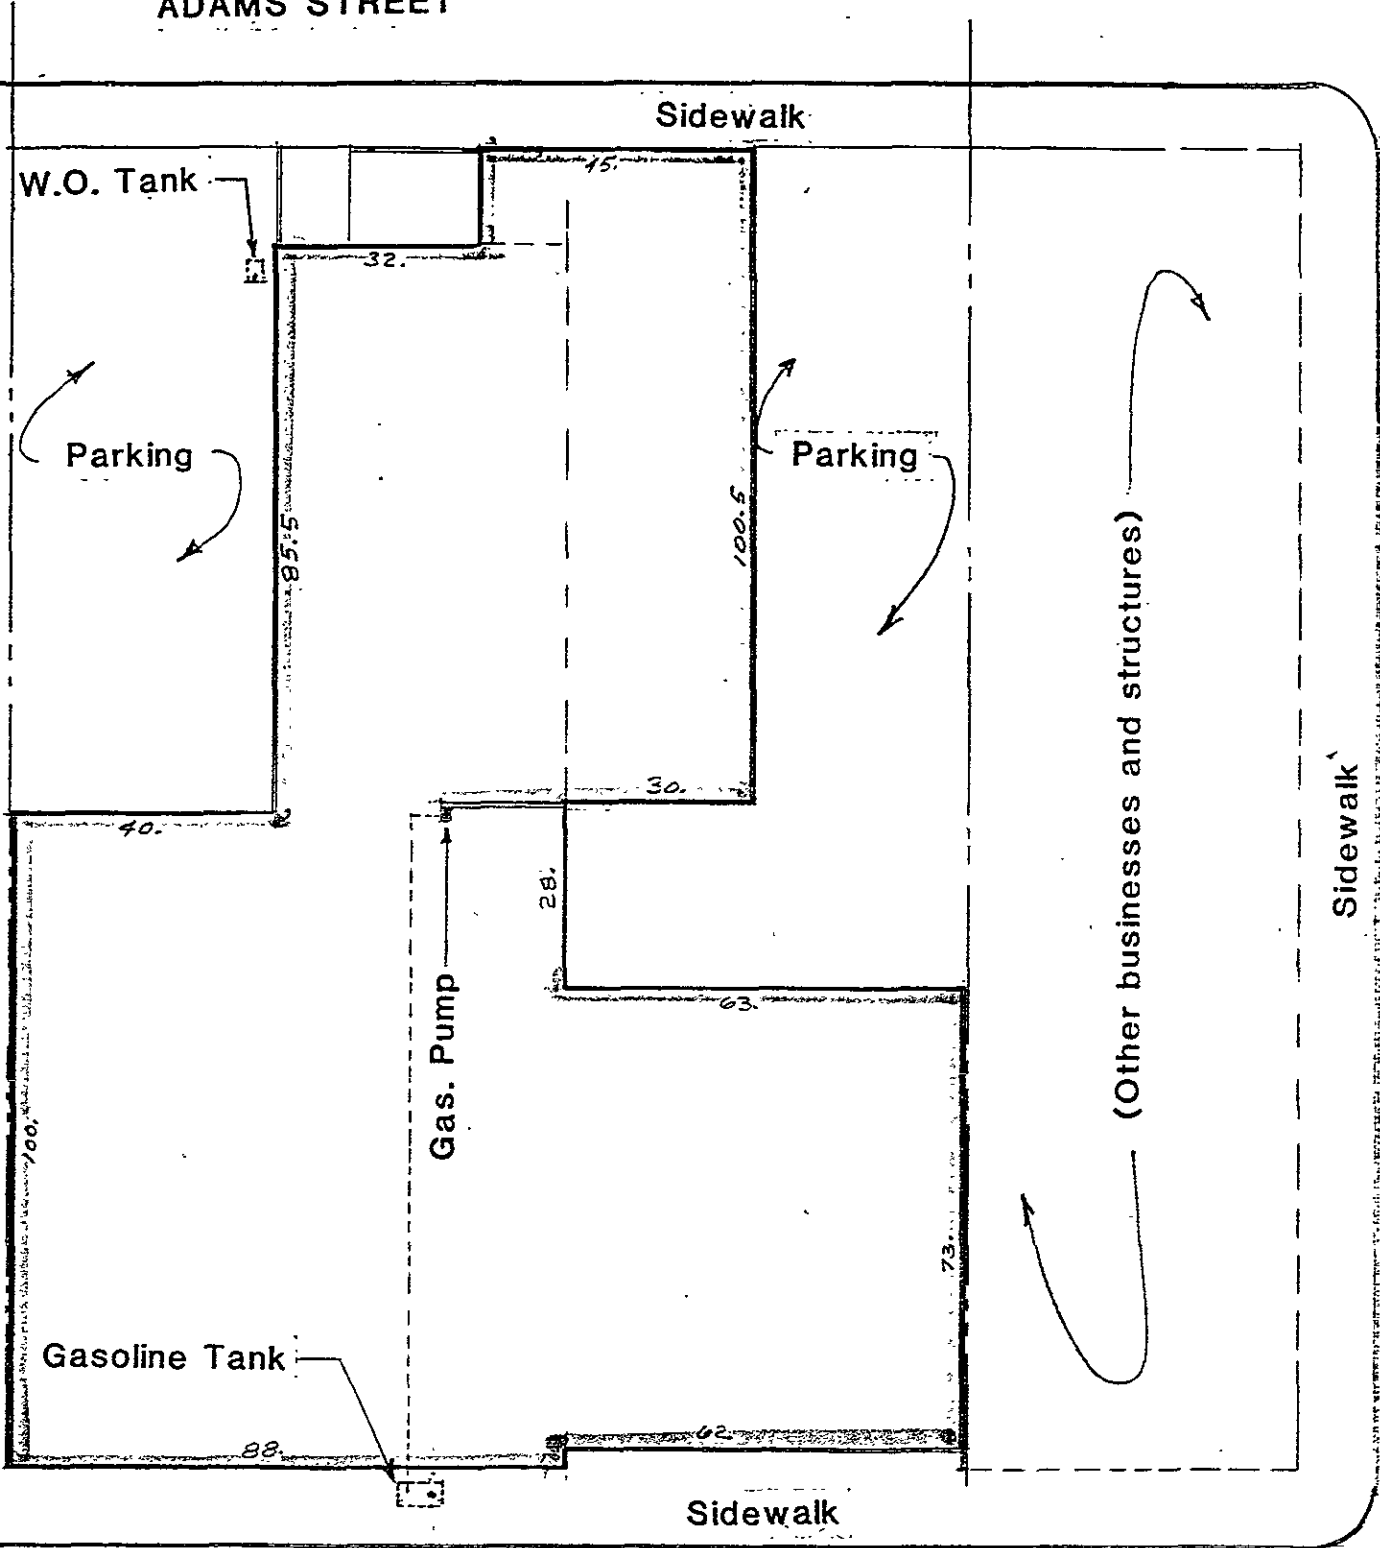 ADAMS STREET
Sidewalk
W.O. Tank
45.
32.
Parking
Parking
85.5
100.5
(Other businesses and structures)
Sidewalk
30.
40.
28.
Gas. Pump
63.
100.
73.
Gasoline Tank
88.
62.
Sidewalk